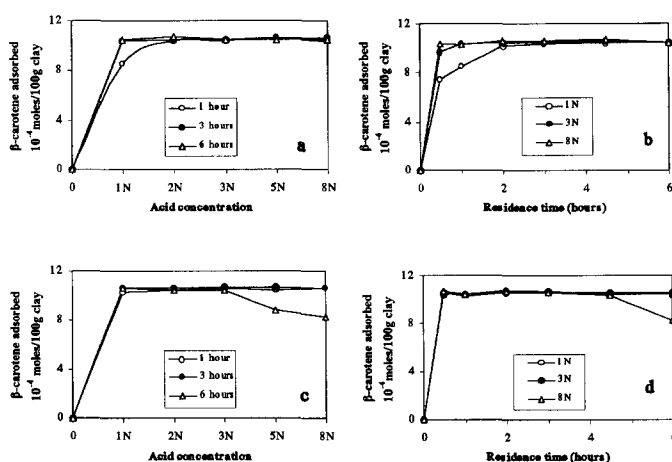 β-carotene adsorbed
10⁻⁴ moles/100g clay
12
8
4
0
1 hour
3 hours
6 hours
a
0 1N 2N 3N 5N 8N
Acid concentration
β-carotene adsorbed
10⁻⁴ moles/100g clay
12
8
4
0
1N
3N
8N
b
0 2 4 6
Residence time (hours)
β-carotene adsorbed
10⁻⁴ moles/100g clay
12
8
4
0
1 hour
3 hours
6 hours
c
0 1N 2N 3N 5N 8N
Acid concentration
β-carotene adsorbed
10⁻⁴ moles/100g clay
12
8
4
0
1N
3N
8N
d
0 2 4 6
Residence time (hours)